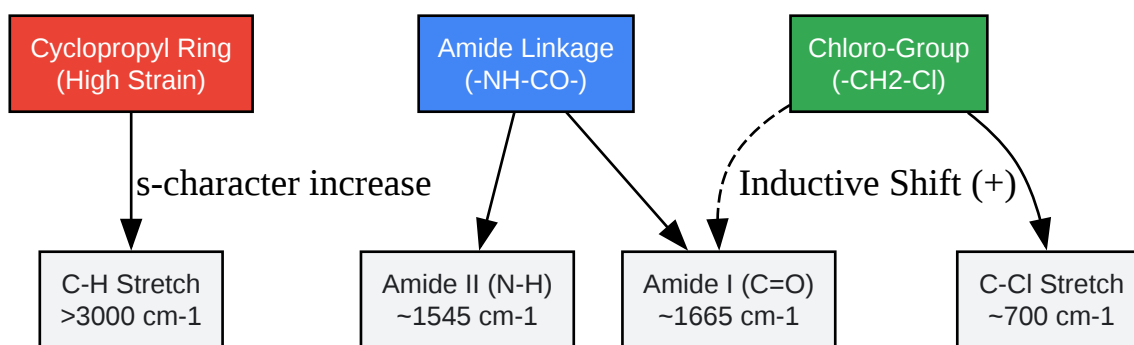 Cyclopropyl Ring
(High Strain)
Amide Linkage
(-NH-CO-)
Chloro-Group
(-CH2-Cl)
s-character increase
Inductive Shift (+)
C-H Stretch
>3000 cm-1
Amide II (N-H)
~1545 cm-1
Amide I (C=O)
~1665 cm-1
C-Cl Stretch
~700 cm-1